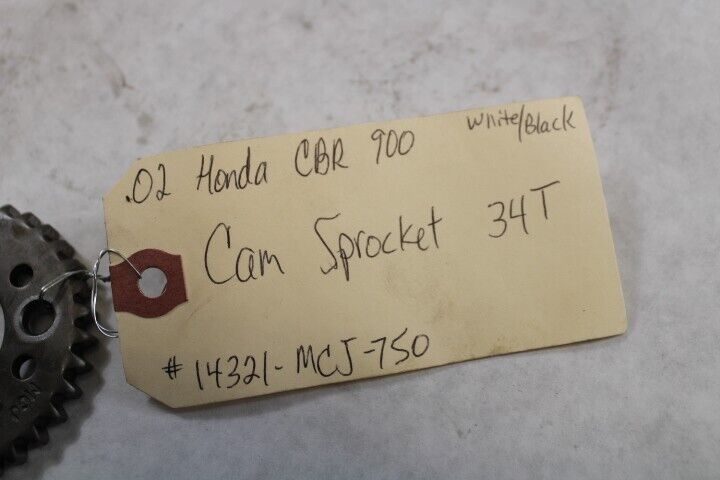 White/Black
.02 Honda CBR 900
Cam Sprocket 34T
# 14321-MCJ-750